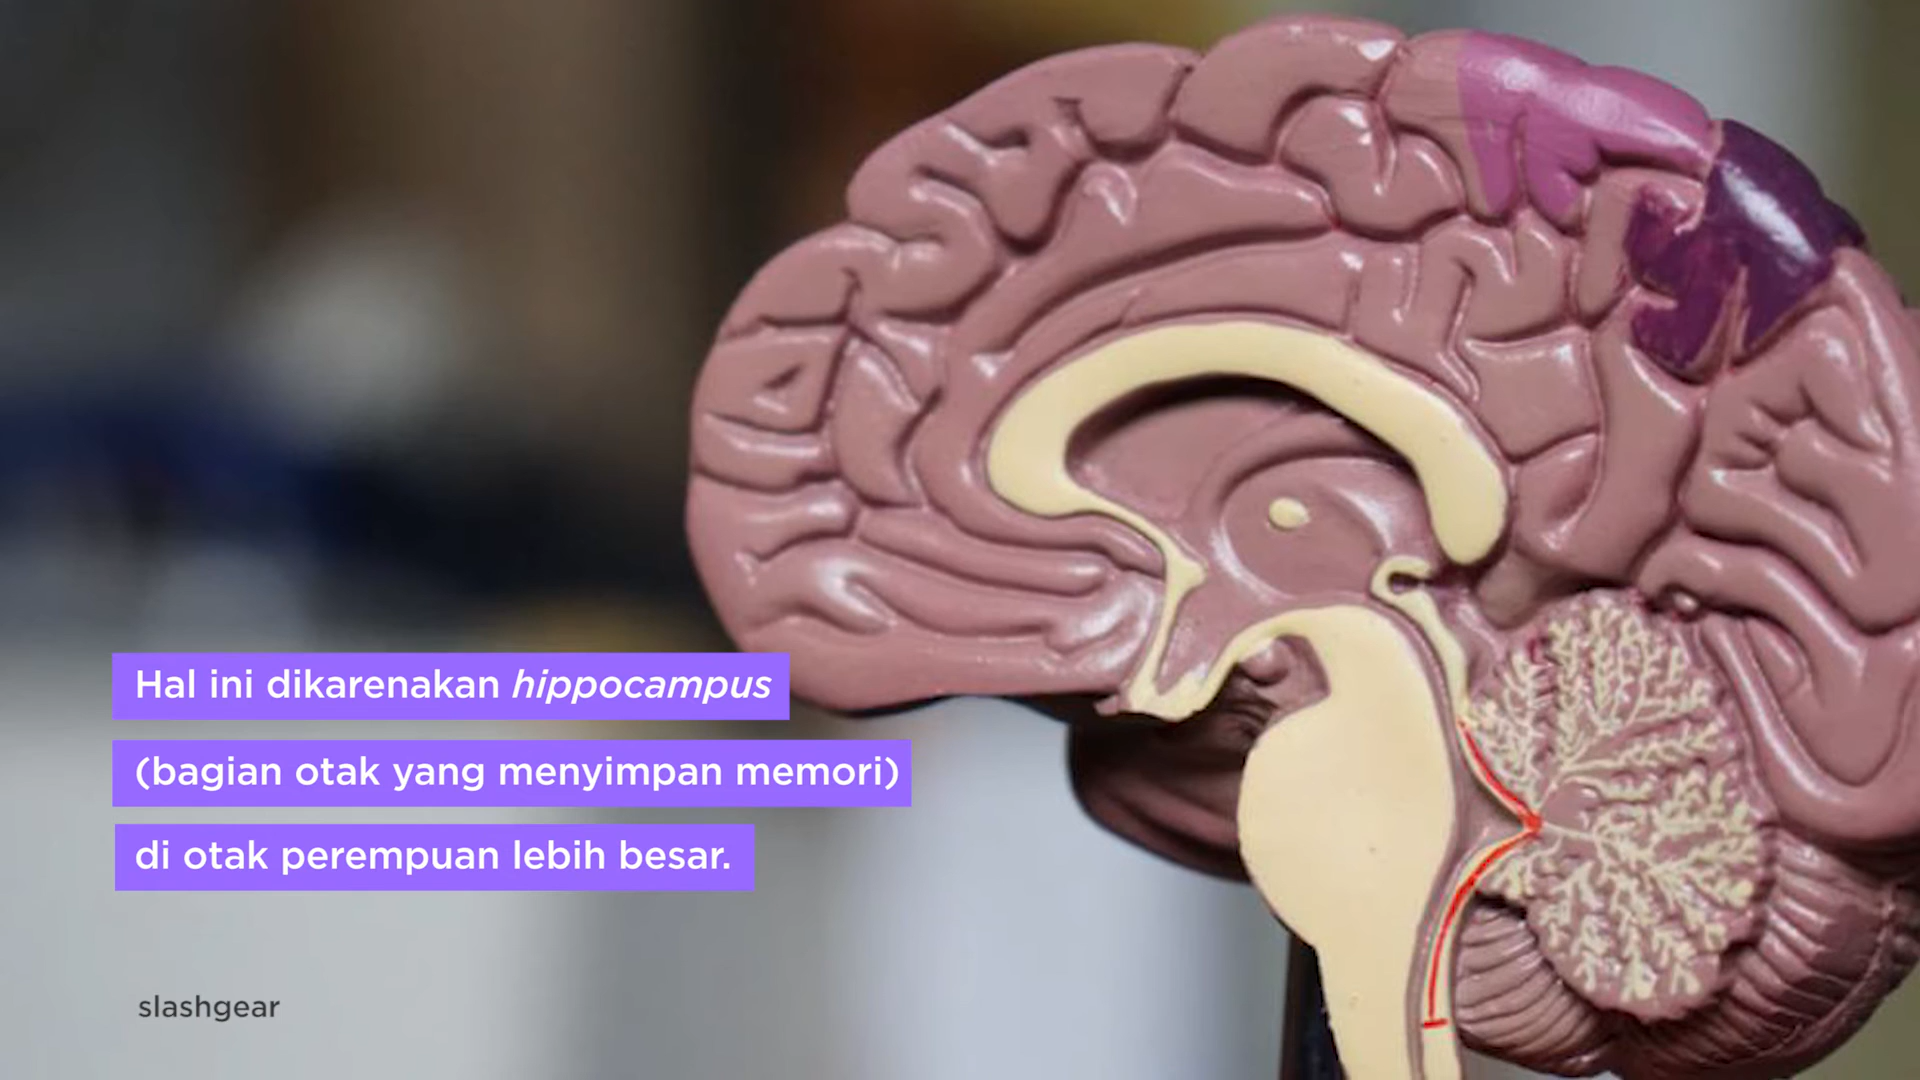 Hal ini dikarenakan hippocampus
(bagian otak yang menyimpan memori)
di otak perempuan lebih besar.
slashgear